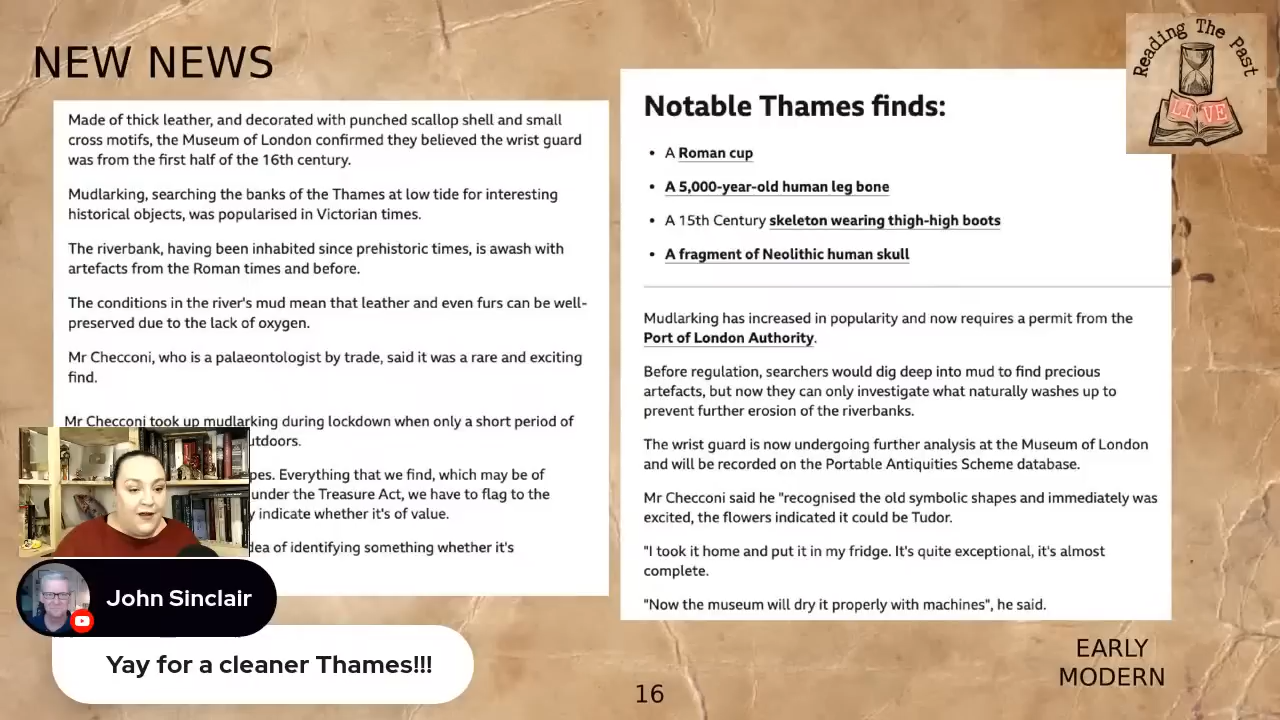 NEW NEWS
Made of thick leather, and decorated with punched scallop shell and small
cross motifs, the Museum of London confirmed they believed the wrist guard
was from the first half of the 16th century.
Mudlarking, searching the banks of the Thames at low tide for interesting
historical objects, was popularised in Victorian times.
The riverbank, having been inhabited since prehistoric times, is awash with
artefacts from the Roman times and before.
The conditions in the river's mud mean that leather and even furs can be well-
preserved due to the lack of oxygen.
Mr Checconi, who is a palaeontologist by trade, said it was a rare and exciting
find.
Mr Checconi took up mudlarking during lockdown when only a short period of
utdoors.
pes. Everything that we find, which may be of
under the Treasure Act, we have to flag to the
y indicate whether it's of value.
dea of identifying something whether it's
John Sinclair
Yay for a cleaner Thames!!!
Notable Thames finds:
• A Roman cup
• A 5,000-year-old human leg bone
• A 15th Century skeleton wearing thigh-high boots
• A fragment of Neolithic human skull
Mudlarking has increased in popularity and now requires a permit from the
Port of London Authority.
Before regulation, searchers would dig deep into mud to find precious
artefacts, but now they can only investigate what naturally washes up to
prevent further erosion of the riverbanks.
The wrist guard is now undergoing further analysis at the Museum of London
and will be recorded on the Portable Antiquities Scheme database.
Mr Checconi said he "recognised the old symbolic shapes and immediately was
excited, the flowers indicated it could be Tudor.
"I took it home and put it in my fridge. It's quite exceptional, it's almost
complete.
"Now the museum will dry it properly with machines", he said.
Reading The Past
LIVE
16
EARLY
MODERN